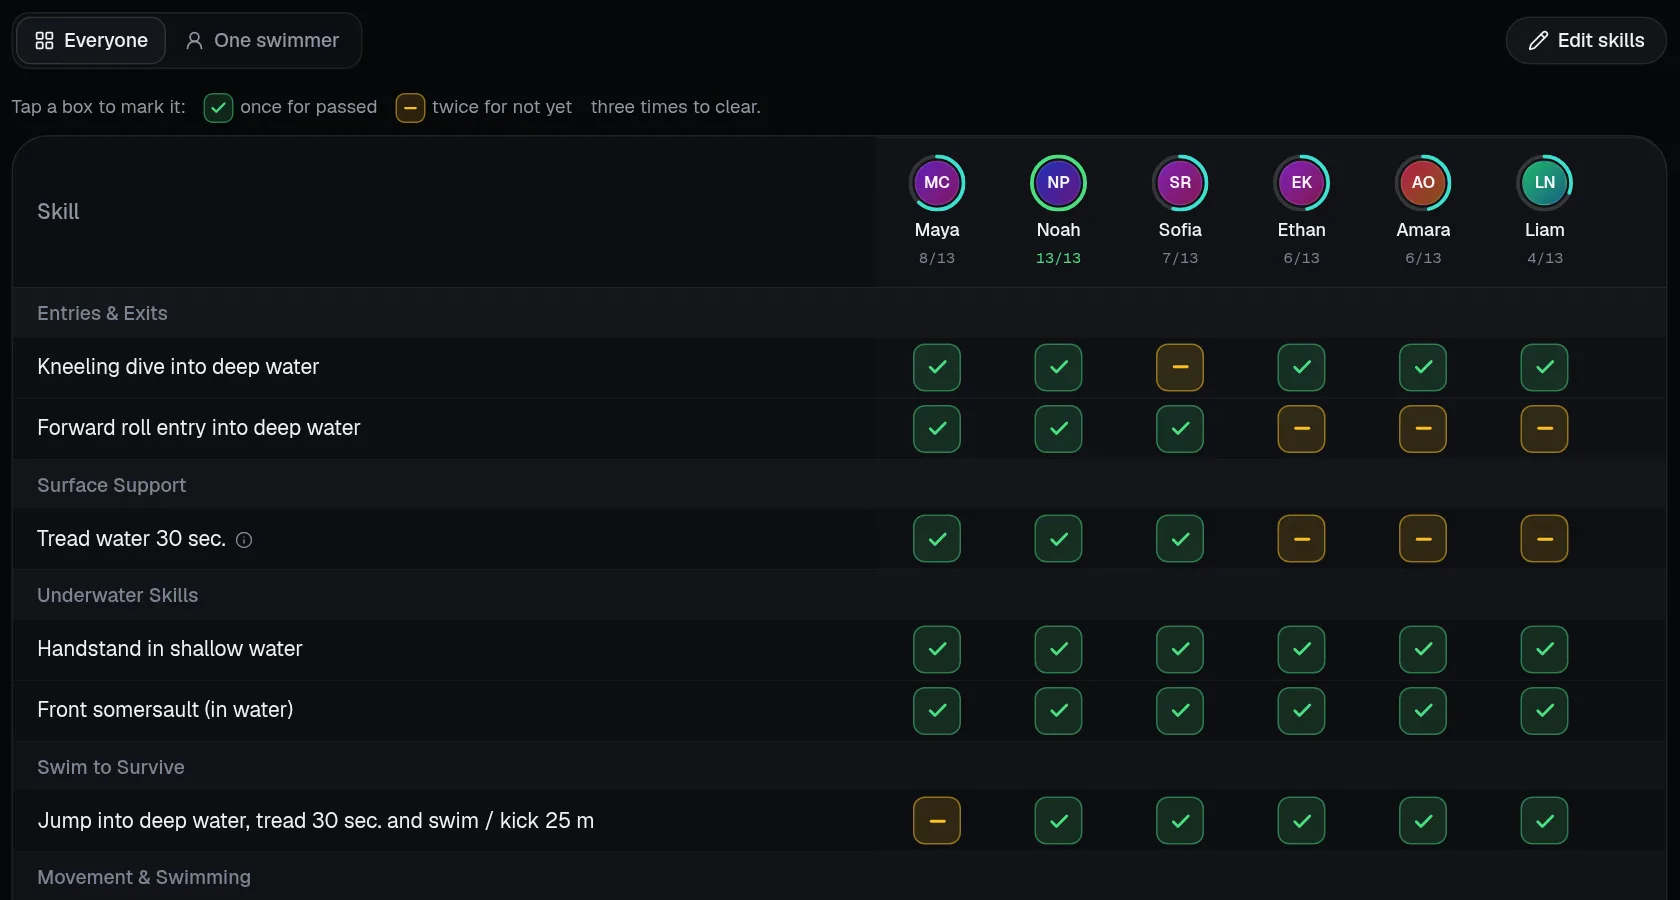 Everyone One swimmer Edit skills
Tap a box to mark it: once for passed twice for not yet three times to clear.
Skill
MC NP SR EK AO LN
Maya Noah Sofia Ethan Amara Liam
8/13 13/13 7/13 6/13 6/13 4/13
Entries & Exits
Kneeling dive into deep water
Forward roll entry into deep water
Surface Support
Tread water 30 sec.
Underwater Skills
Handstand in shallow water
Front somersault (in water)
Swim to Survive
Jump into deep water, tread 30 sec. and swim / kick 25 m
Movement & Swimming